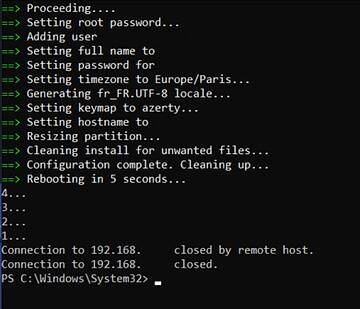 ==> Proceeding....
==> Setting root password...
==> Adding user
==> Setting full name to
==> Setting password for
==> Setting timezone to Europe/Paris...
==> Generating fr_FR.UTF-8 locale...
==> Setting keymap to azerty...
==> Setting hostname to
==> Resizing partition...
==> Cleaning install for unwanted files...
==> Configuration complete. Cleaning up...
==> Rebooting in 5 seconds...
4...
3...
2...
1...
Connection to 192.168. closed by remote host.
Connection to 192.168. closed.
PS C:\Windows\System32>